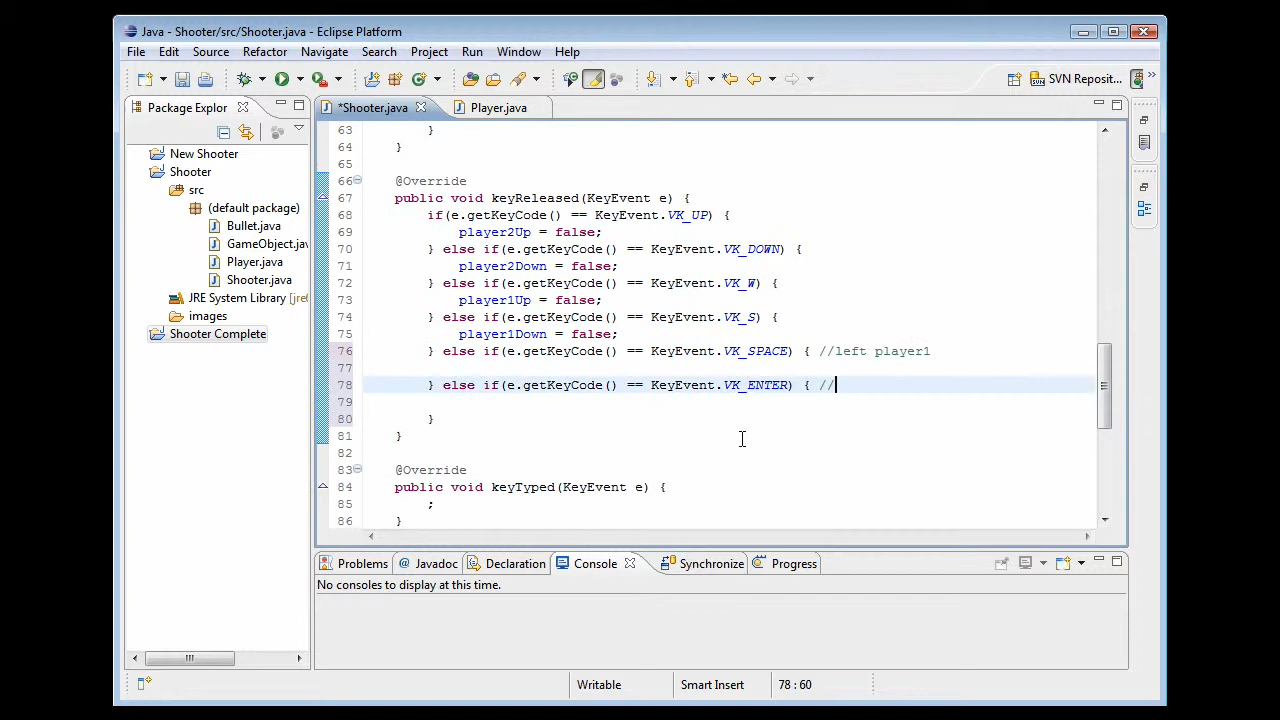 Java - Shooter/src/Shooter.java - Eclipse Platform
File Edit Source Refactor Navigate Search Project Run Window Help
SVN Reposit...
Package Explor
*Shooter.java
Player.java
New Shooter
Shooter
src
(default package)
Bullet.java
GameObject.jav
Player.java
Shooter.java
JRE System Library [jre
images
Shooter Complete
63 }
64 }
65
66 @Override
67 public void keyReleased(KeyEvent e) {
68 if(e.getKeyCode() == KeyEvent.VK_UP) {
69 player2Up = false;
70 } else if(e.getKeyCode() == KeyEvent.VK_DOWN) {
71 player2Down = false;
72 } else if(e.getKeyCode() == KeyEvent.VK_W) {
73 player1Up = false;
74 } else if(e.getKeyCode() == KeyEvent.VK_S) {
75 player1Down = false;
76 } else if(e.getKeyCode() == KeyEvent.VK_SPACE) { //left player1
77
78 } else if(e.getKeyCode() == KeyEvent.VK_ENTER) { //
79
80 }
81 }
82
83 @Override
84 public void keyTyped(KeyEvent e) {
85 ;
86 }
Problems @ Javadoc Declaration Console Synchronize Progress
No consoles to display at this time.
Writable Smart Insert 78 : 60